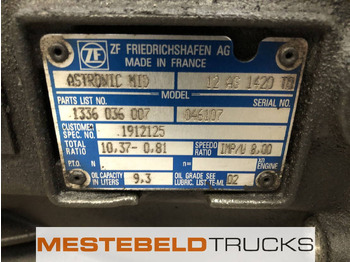 ZF FRIEDRICHSHAFEN AG
MADE IN FRANCE
ASTRONIC MID 12 AS 1420 TD
MODEL
PARTS LIST NO. SERIAL NO.
1336 036 007 046107
CUSTOMER SPEC. NO. 1912125
TOTAL RATIO 10,37- 0,81 SPEEDO RATIO IMP/U 8,00
P.T.O. N n= ENGINE
OIL CAPACITY IN LITERS 9,3 OIL GRADE SEE LUBRIC. LIST TE-ML 02
MESTEBELDTRUCKS